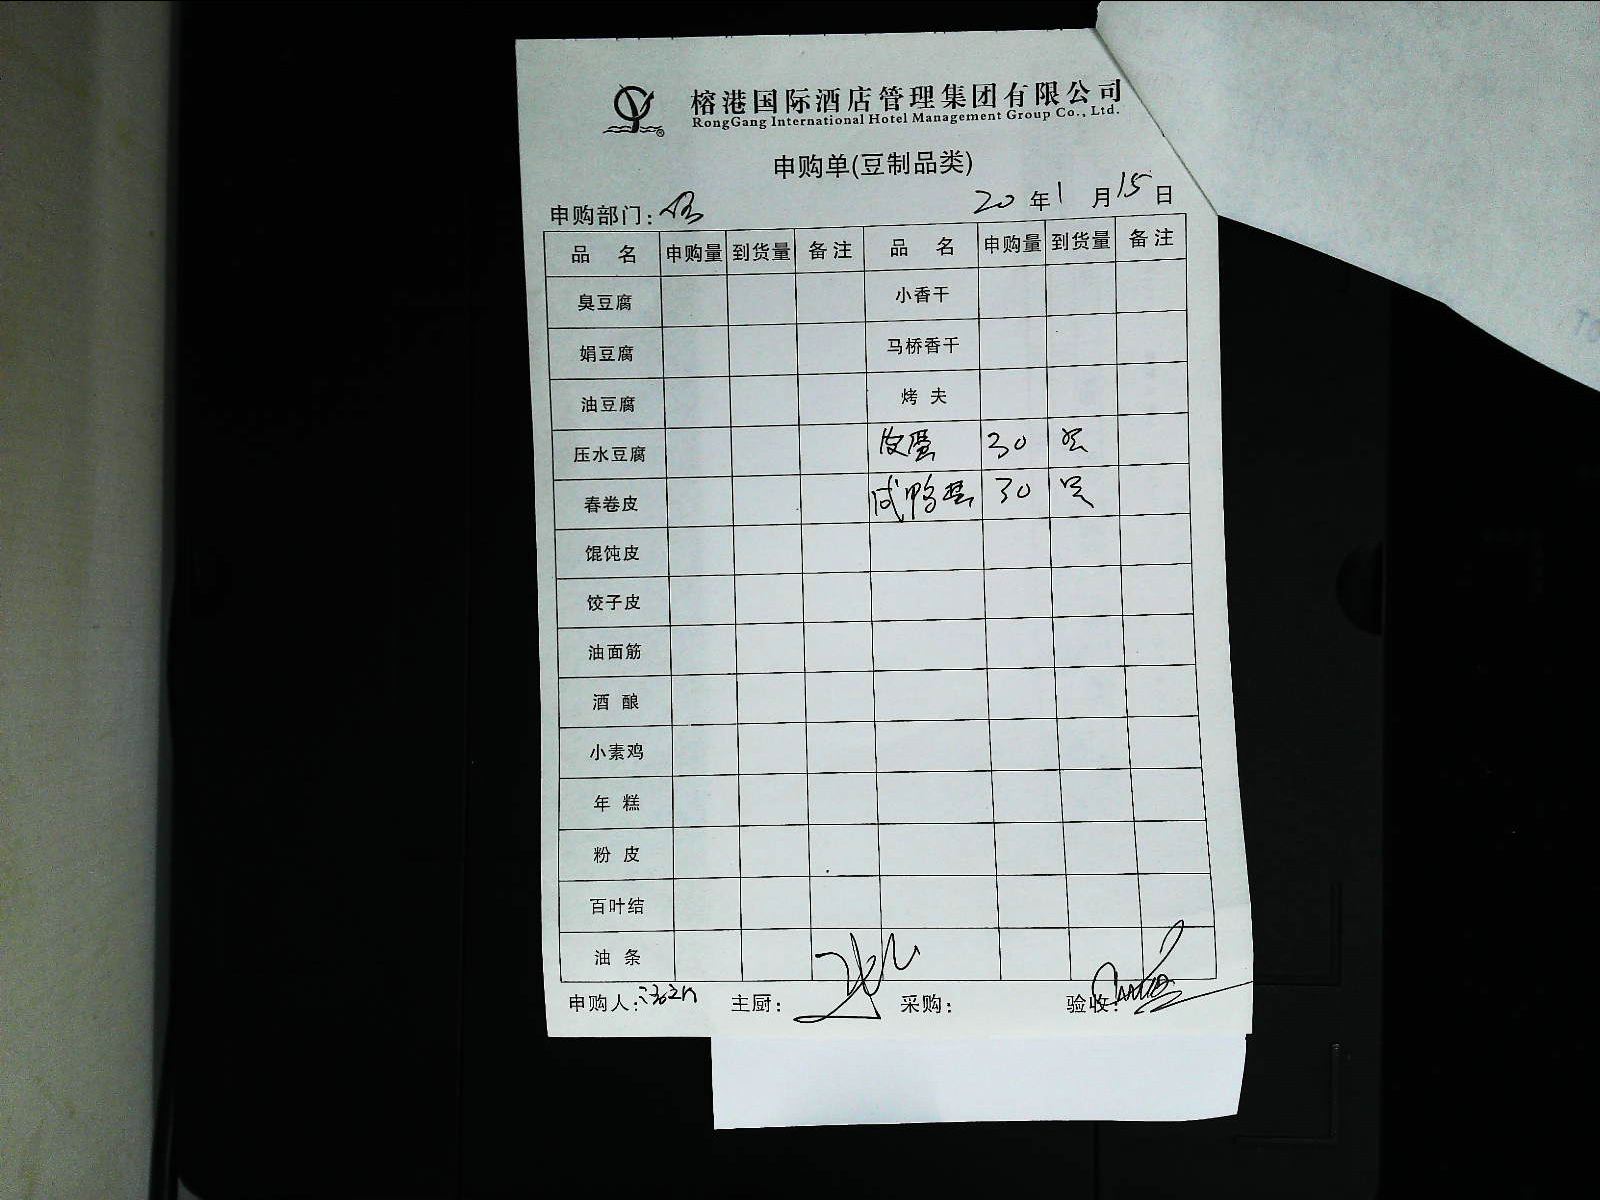 榕港国际酒店管理集团有限公司
RongGang International Hotel Management Group Co., Ltd.
申购单(豆制品类)
申购部门: 20 年 1 月 15 日
品 名 申购量 到货量 备注 品 名 申购量 到货量 备注
臭豆腐 小香干
娟豆腐 马桥香干
油豆腐 烤 夫
压水豆腐 皮蛋 30 只
春卷皮 咸鸭蛋 30 只
馄饨皮
饺子皮
油面筋
酒 酿
小素鸡
年 糕
粉 皮
百叶结
油 条
申购人: 主厨: 采购: 验收: